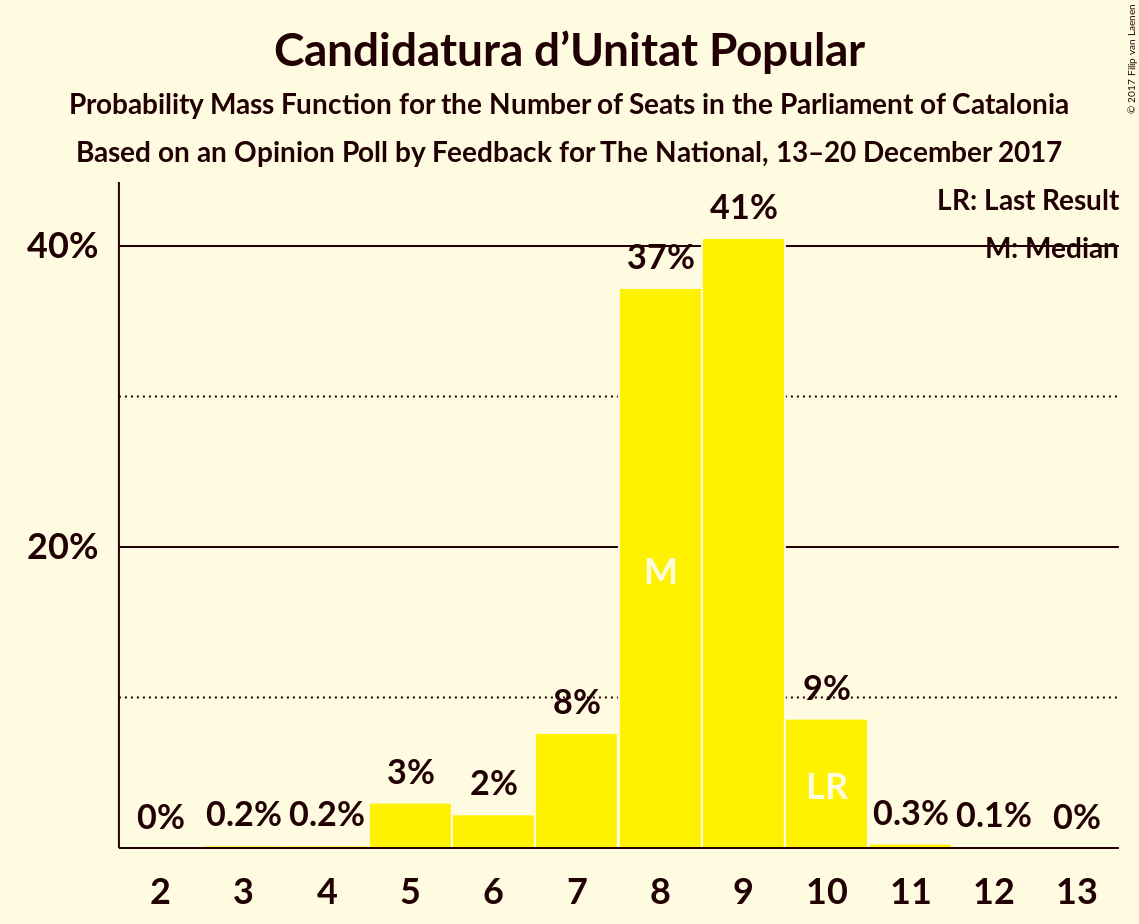 Candidatura d’Unitat Popular
Probability Mass Function for the Number of Seats in the Parliament of Catalonia
Based on an Opinion Poll by Feedback for The National, 13–20 December 2017
© 2017 Filip van Laenen
LR: Last Result
M: Median
40%
20%
0%
0.2%
0.2%
3%
2%
8%
37%
41%
9%
0.3%
0.1%
0%
M
LR
2 3 4 5 6 7 8 9 10 11 12 13